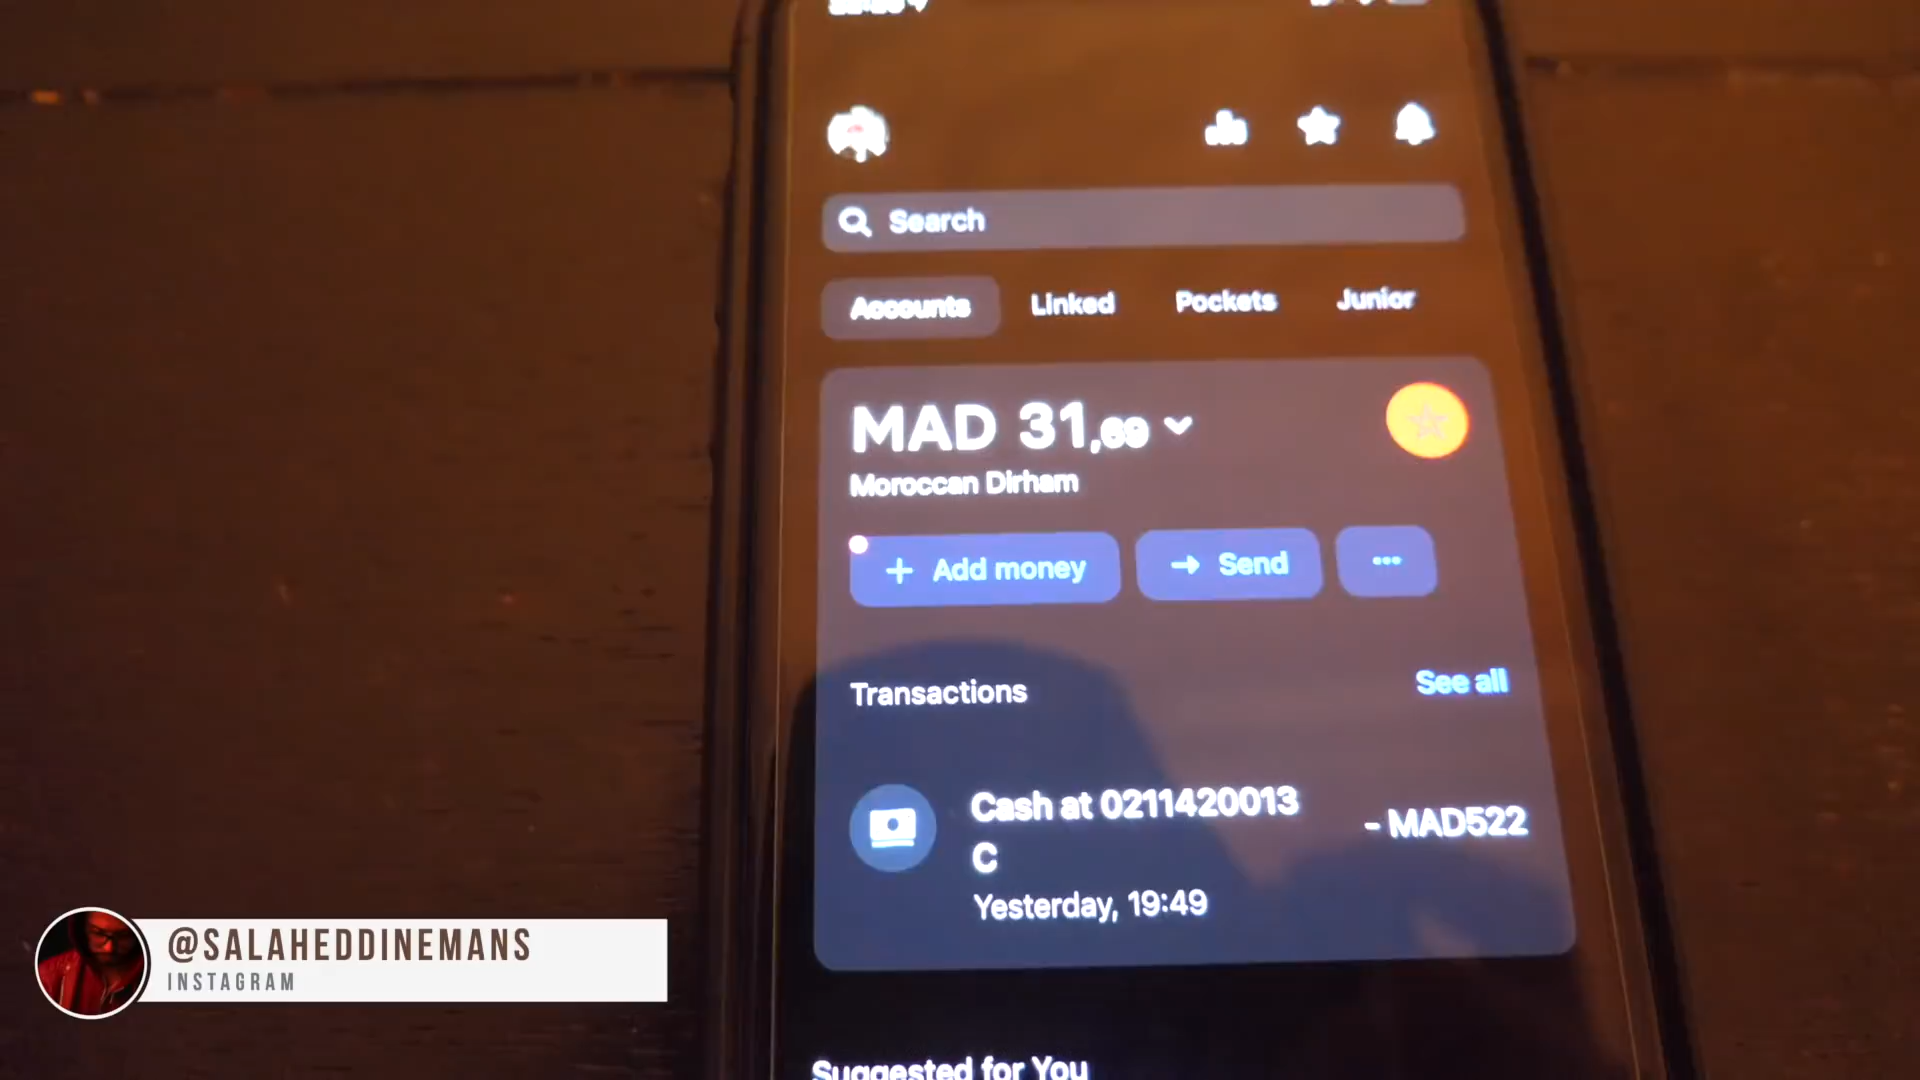 Search
Accounts Linked Pockets Junior
MAD 31,69
Moroccan Dirham
+ Add money → Send ...
Transactions See all
Cash at 0211420013 - MAD522
C
Yesterday, 19:49
Suggested for You
@SALAHEDDINEMANS
INSTAGRAM